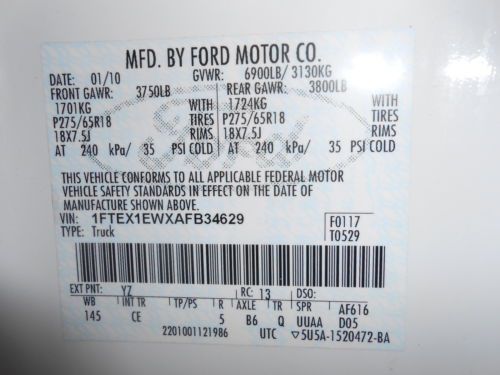 MFD. BY FORD MOTOR CO.
DATE: 01/10 GVWR: 6900LB/ 3130KG
FRONT GAWR: 3750LB REAR GAWR: 3800LB
1701KG WITH 1724KG WITH
P275/65R18 TIRES P275/65R18 TIRES
18X7.5J RIMS 18X7.5J RIMS
AT 240 kPa/ 35 PSI COLD AT 240 kPa/ 35 PSI COLD
Ford
THIS VEHICLE CONFORMS TO ALL APPLICABLE FEDERAL MOTOR
VEHICLE SAFETY STANDARDS IN EFFECT ON THE DATE OF
MANUFACTURE SHOWN ABOVE.
VIN: 1FTEX1EWXAFB34629 F0117
TYPE: Truck T0529
EXT PNT: YZ RC: 13 DSO:
WB INT TR TP/PS R AXLE TR SPR AF616
145 CE 5 B6 Q UUAA D05
2201001121986 UTC ▽5U5A-1520472-BA